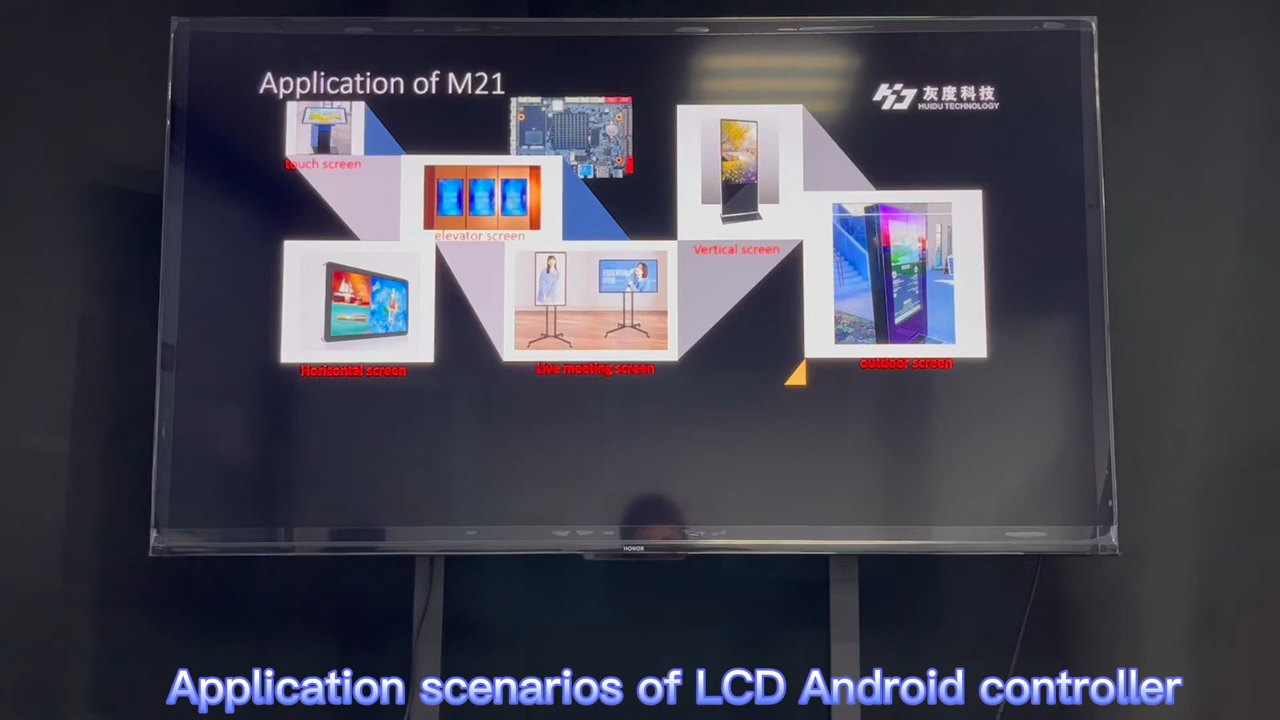 Application of M21
灰度科技
HUIDU TECHNOLOGY
touch screen
elevator screen
Vertical screen
Horizontal screen
Live meeting screen
outdoor screen
HONOR
Application scenarios of LCD Android controller